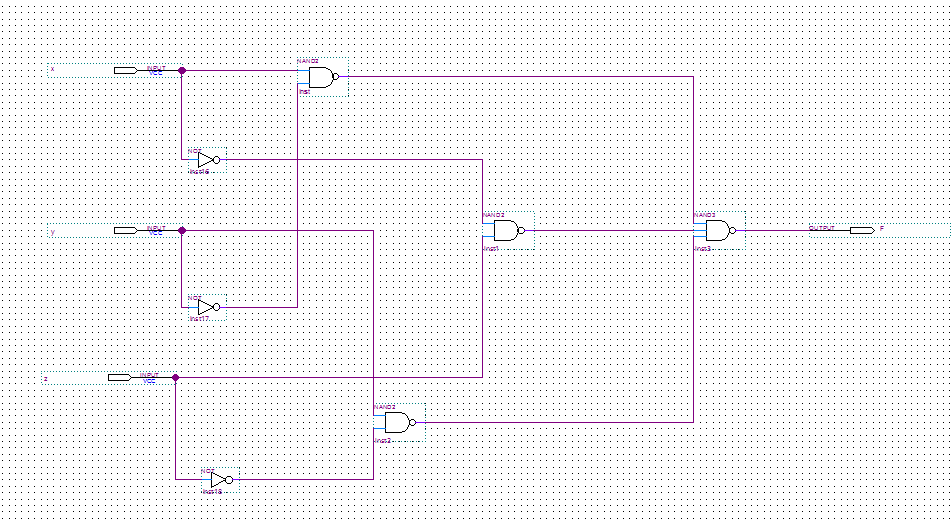 NAND2
x
INPUT
VCC
inst
NOT
inst16
NAND2
NAND3
y
INPUT
VCC
OUTPUT
F
inst1
inst3
NOT
inst17
z
INPUT
VCC
NAND2
inst2
NOT
inst18